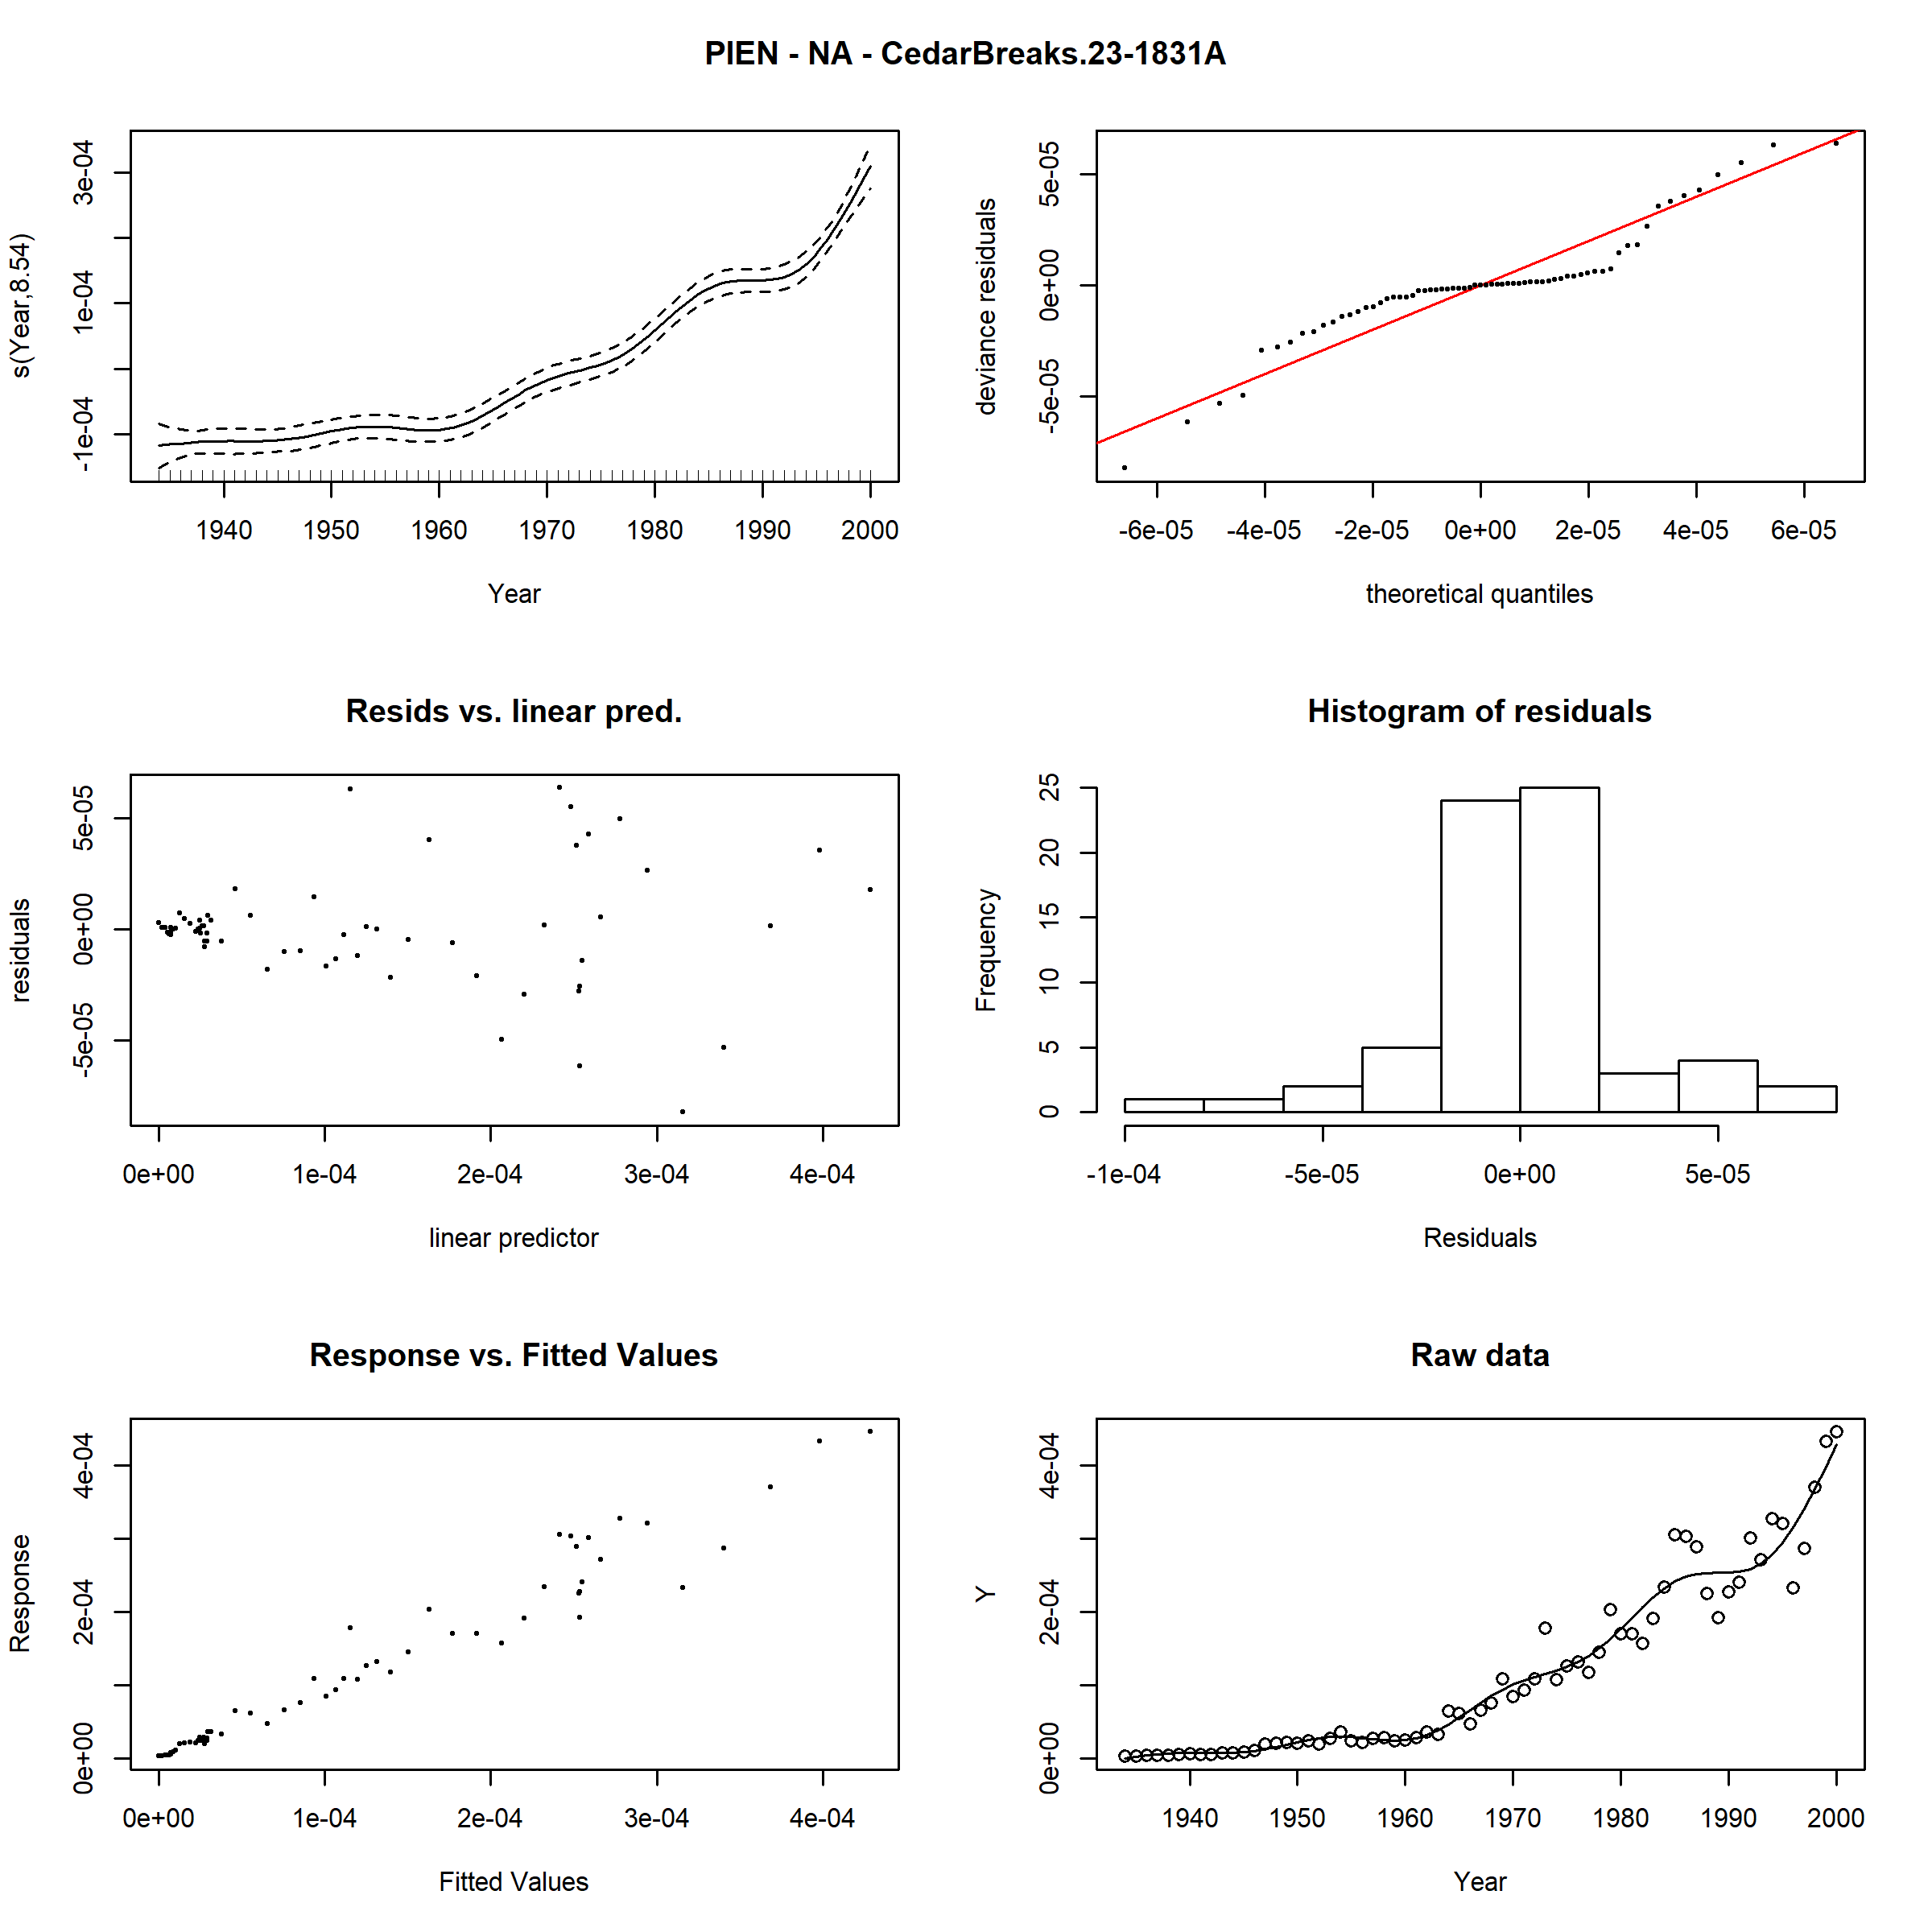 PIEN - NA - CedarBreaks.23-1831A
s(Year,8.54)
-1e-04 1e-04 3e-04
1940 1950 1960 1970 1980 1990 2000
Year
deviance residuals
-5e-05 0e+00 5e-05
-6e-05 -4e-05 -2e-05 0e+00 2e-05 4e-05 6e-05
theoretical quantiles
Resids vs. linear pred.
residuals
-5e-05 0e+00 5e-05
0e+00 1e-04 2e-04 3e-04 4e-04
linear predictor
Histogram of residuals
Frequency
0 5 10 15 20 25
-1e-04 -5e-05 0e+00 5e-05
Residuals
Response vs. Fitted Values
Response
0e+00 2e-04 4e-04
0e+00 1e-04 2e-04 3e-04 4e-04
Fitted Values
Raw data
Y
0e+00 2e-04 4e-04
1940 1950 1960 1970 1980 1990 2000
Year